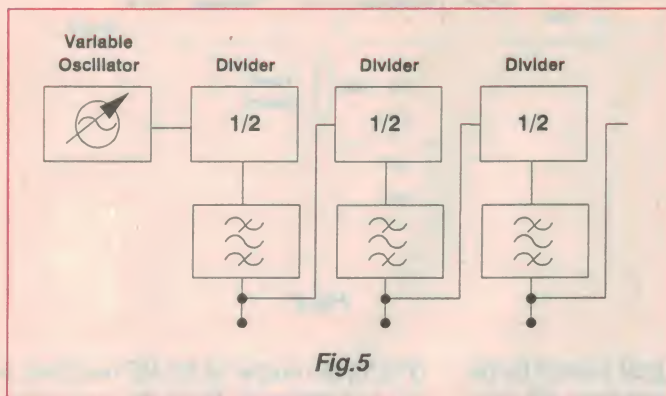 Variable
Oscillator
Divider
Divider
Divider
1/2
1/2
1/2
Fig.5